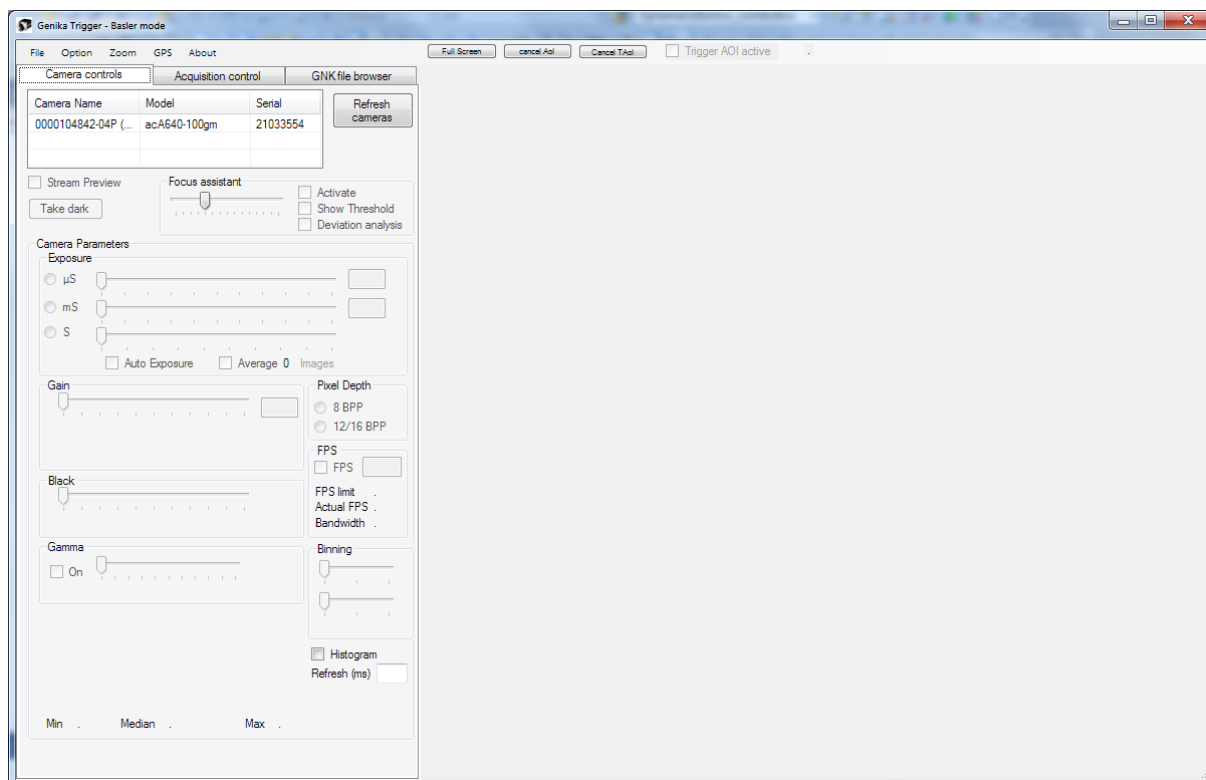 Genika Trigger - Basler mode
File Option Zoom GPS About
Full Screen cancel AoI Cancel TAoI Trigger AOI active .
Camera controls Acquisition control GNK file browser
Camera Name Model Serial
0000104842-04P (... acA640-100gm 21033554
Refresh
cameras
Stream Preview
Take dark
Focus assistant
Activate
Show Threshold
Deviation analysis
Camera Parameters
Exposure
µS
mS
S
Auto Exposure Average 0 Images
Gain
Pixel Depth
8 BPP
12/16 BPP
FPS
FPS
FPS limit .
Actual FPS .
Bandwidth .
Black
Gamma
On
Binning
Histogram
Refresh (ms)
Min . Median . Max .